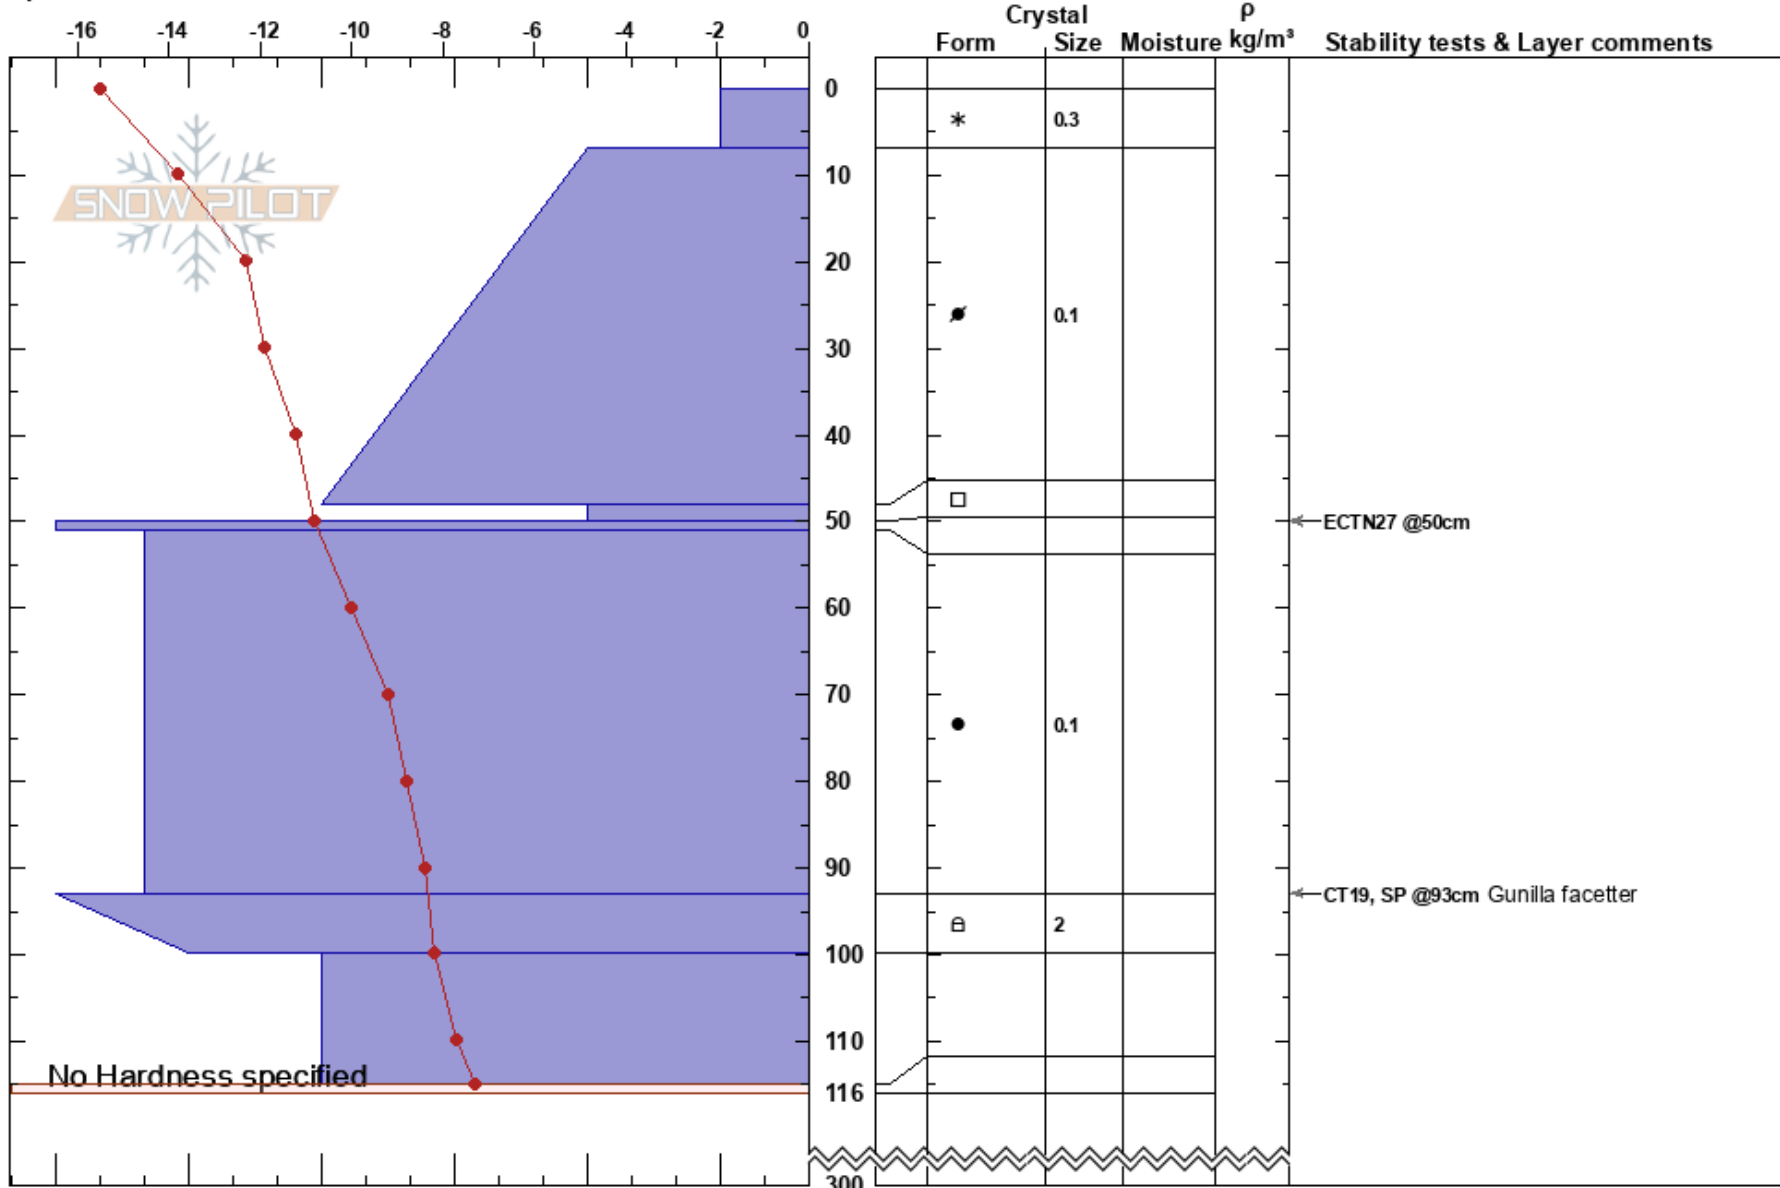 Crystal ρ
-16 -14 -12 -10 -8 -6 -4 -2 0 Form Size Moisture kg/m³ Stability tests & Layer comments
0
* 0.3
SNOW PILOT 10
20
0.1
30
40
50 ECTN27 @50cm
60
70
0.1
80
90
CT19, SP @93cm Gunilla facetter
2
100
110
No Hardness specified
116
300